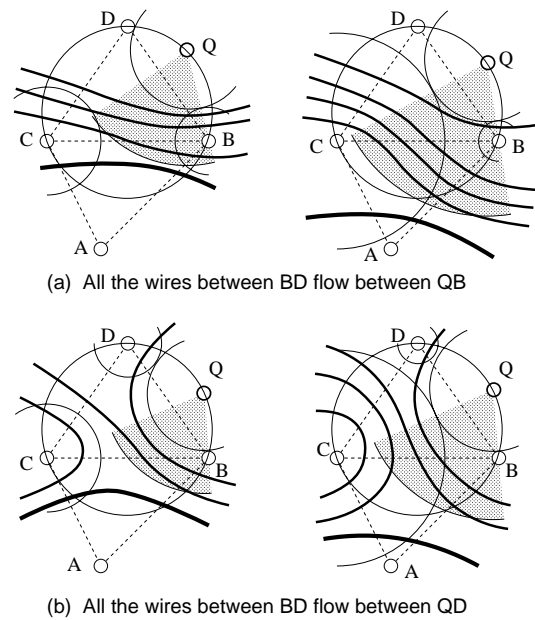 D
D
Q
Q
C
B
C
B
A
A
(a) All the wires between BD flow between QB
D
D
Q
Q
C
B
C
B
A
A
(b) All the wires between BD flow between QD